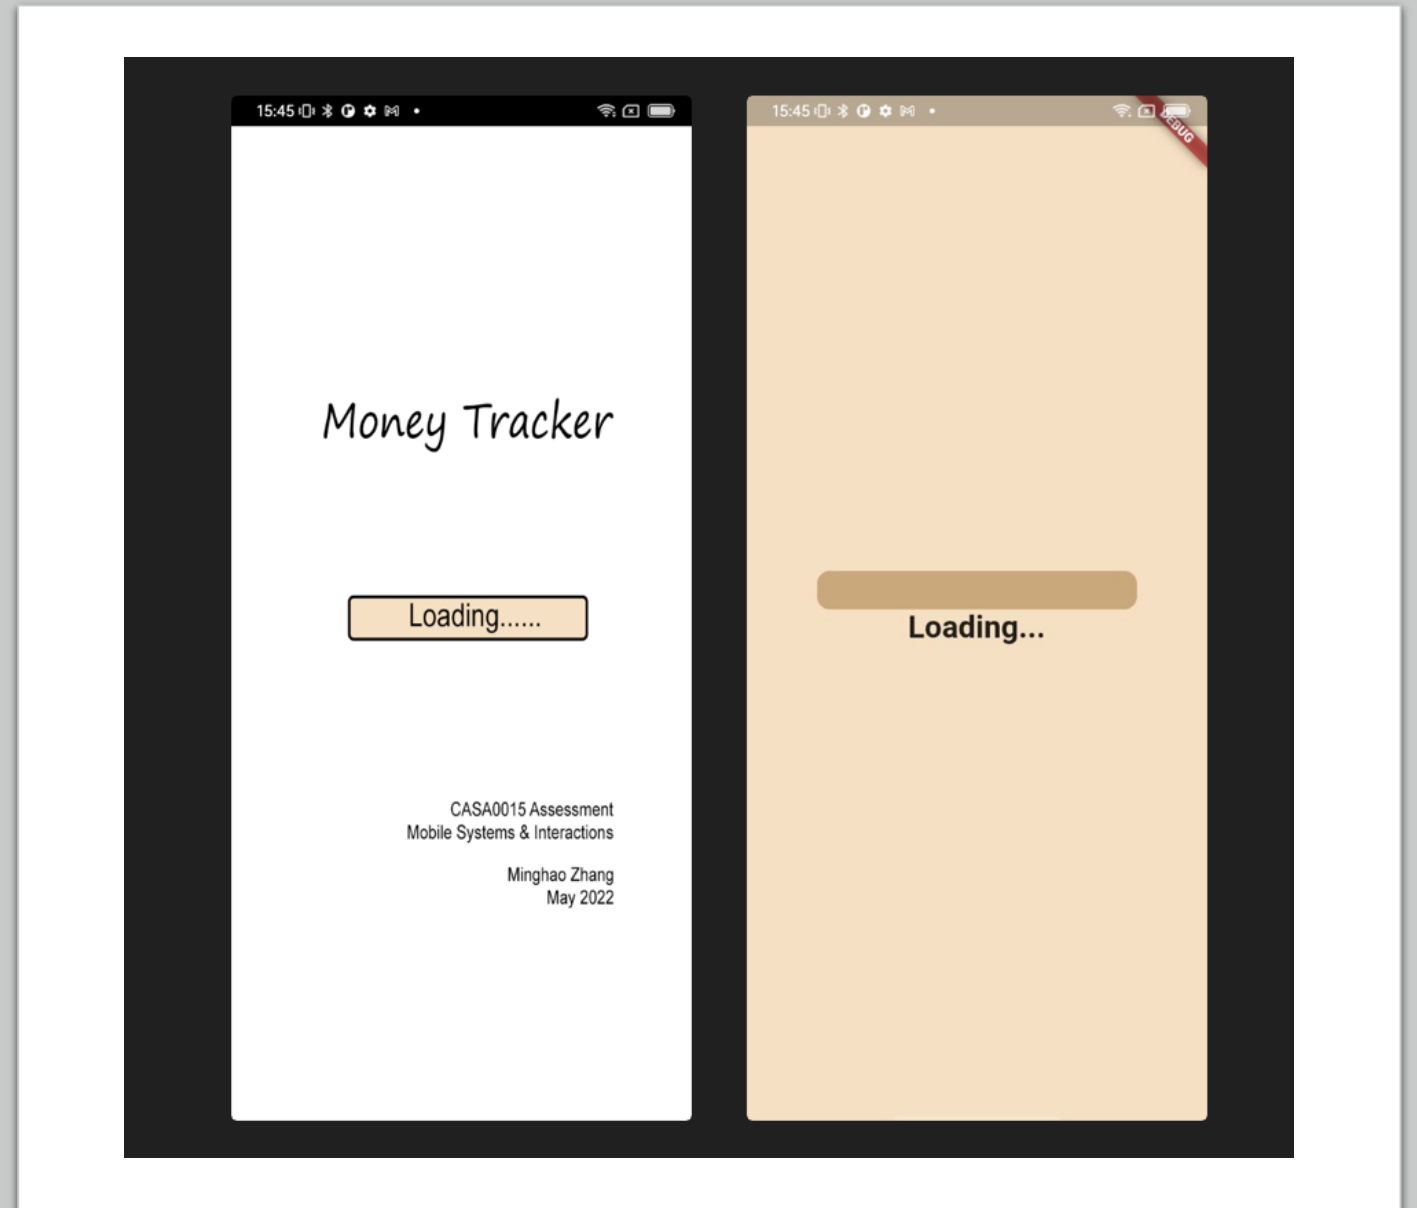 15:45
Money Tracker
Loading......
CASA0015 Assessment
Mobile Systems & Interactions
Minghao Zhang
May 2022
15:45
DEBUG
Loading...